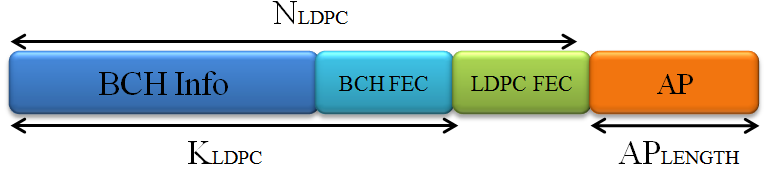 NLDPC
BCH Info BCH FEC LDPC FEC AP
KLDPC APLENGTH